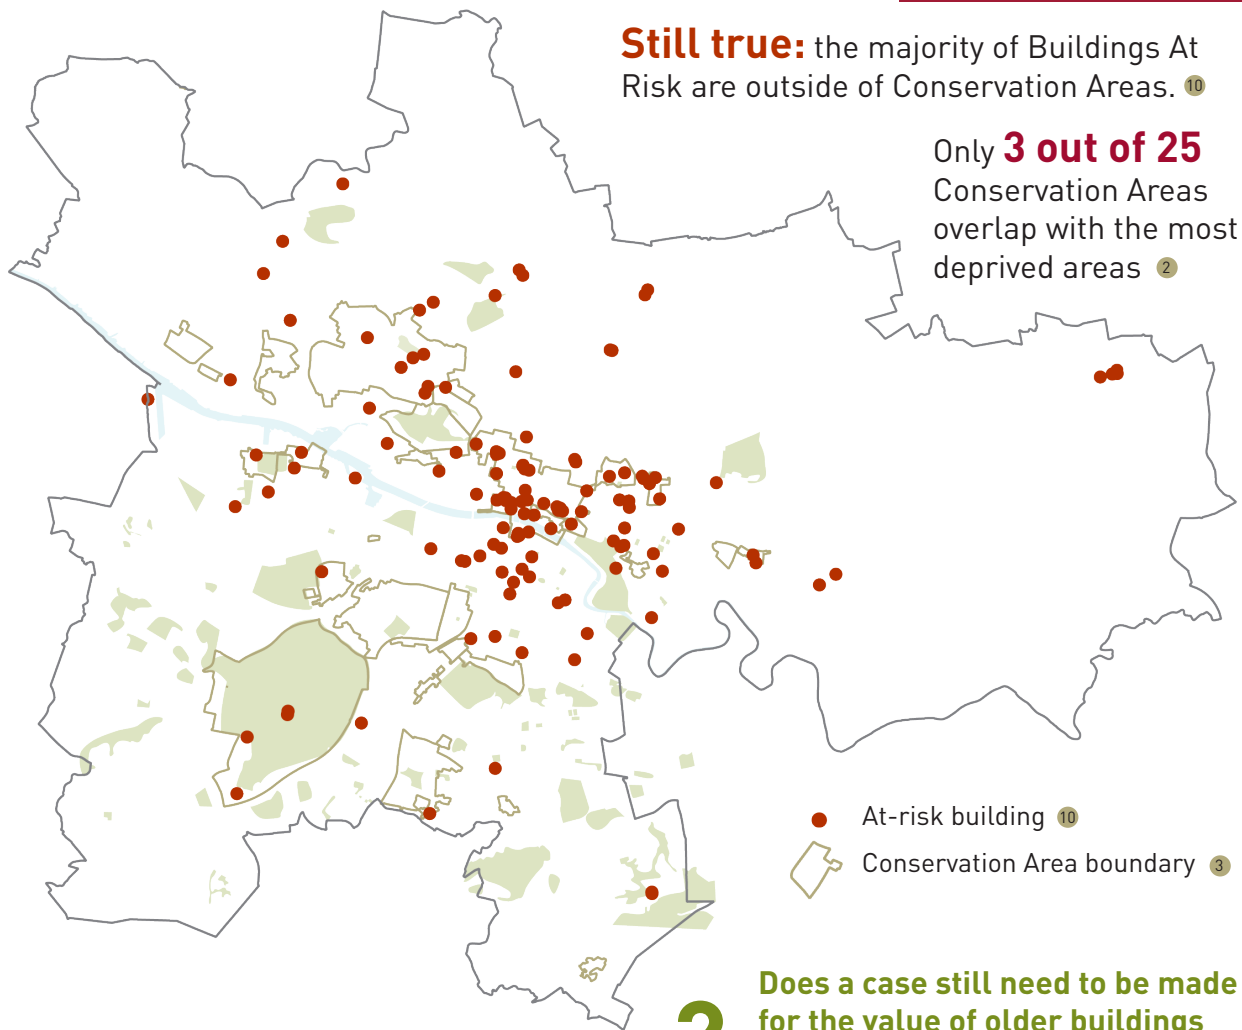 Still true: the majority of Buildings At
Risk are outside of Conservation Areas. 10
Only 3 out of 25
Conservation Areas
overlap with the most
deprived areas 2
At-risk building 10
Conservation Area boundary 3
Does a case still need to be made
for the value of older buildings
?